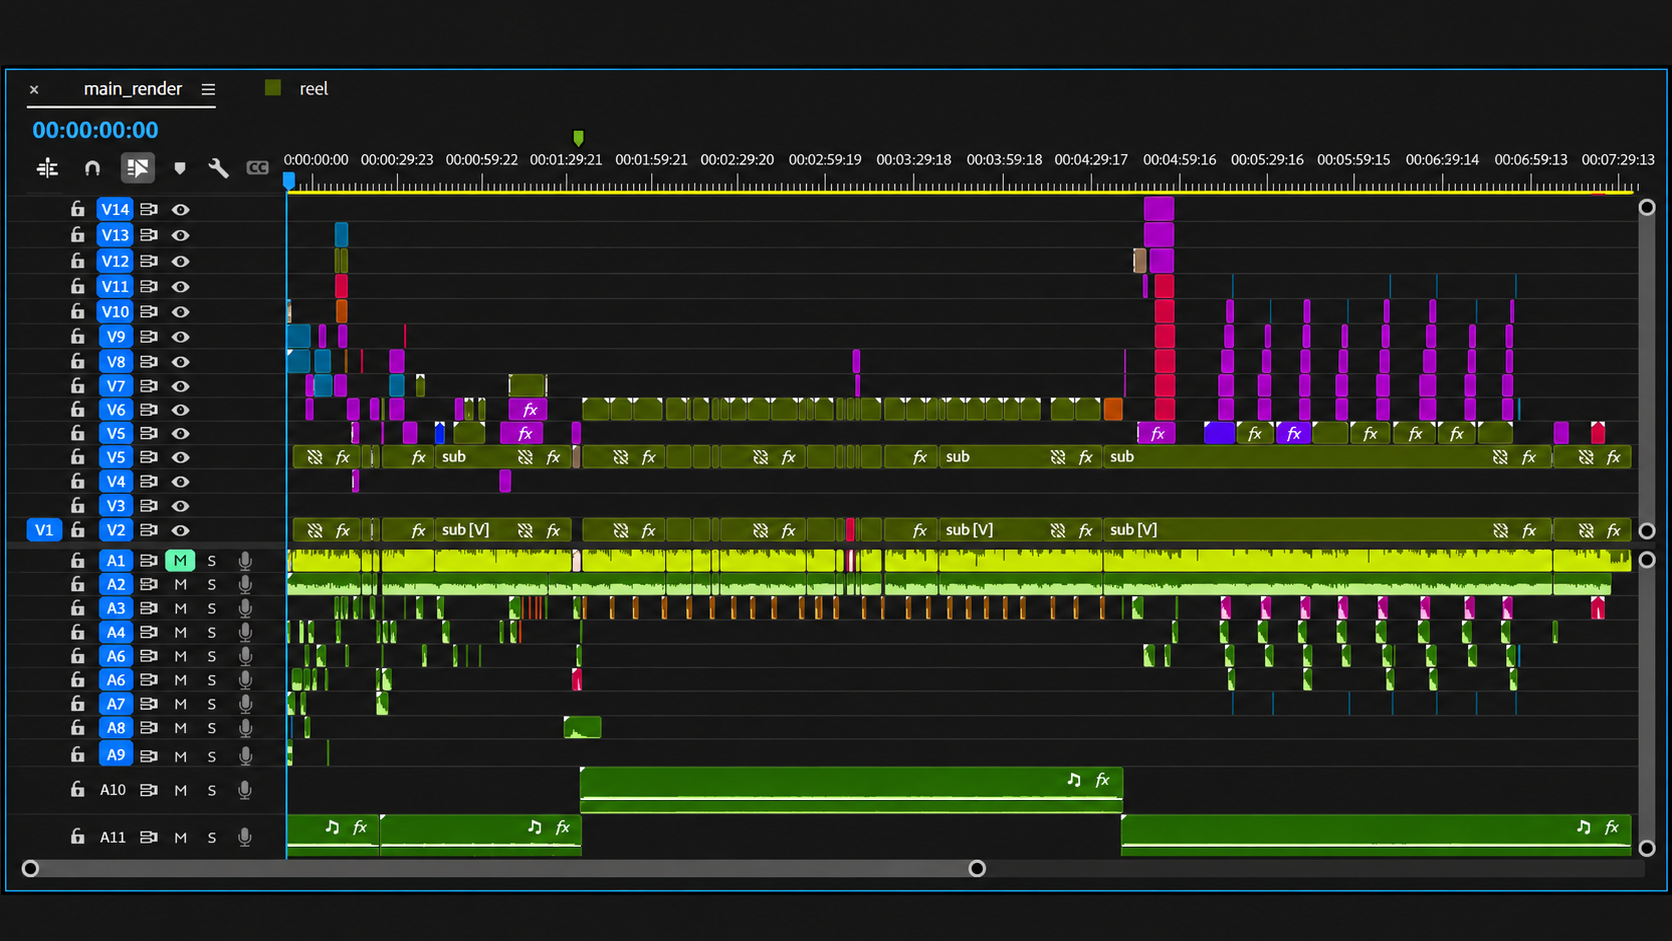 × main_render ☰ reel
00:00:00:00
CC 0:00:00:00 00:00:29:23 00:00:59:22 00:01:29:21 00:01:59:21 00:02:29:20 00:02:59:19 00:03:29:18 00:03:59:18 00:04:29:17 00:04:59:16 00:05:29:16 00:05:59:15 00:06:39:14 00:06:59:13 00:07:29:13
V14
V13
V12
V11
V10
V9
V8
V7
V6 fx
V5 fx fx fx fx fx fx fx
V5 fx fx sub fx fx fx sub fx sub fx fx
V4
V3
V1 V2 fx fx sub [V] fx fx fx sub [V] fx sub [V] fx fx
A1 M S
A2 M S
A3 M S
A4 M S
A6 M S
A6 M S
A7 M S
A8 M S
A9 M S
A10 M S fx
A11 M S fx fx fx